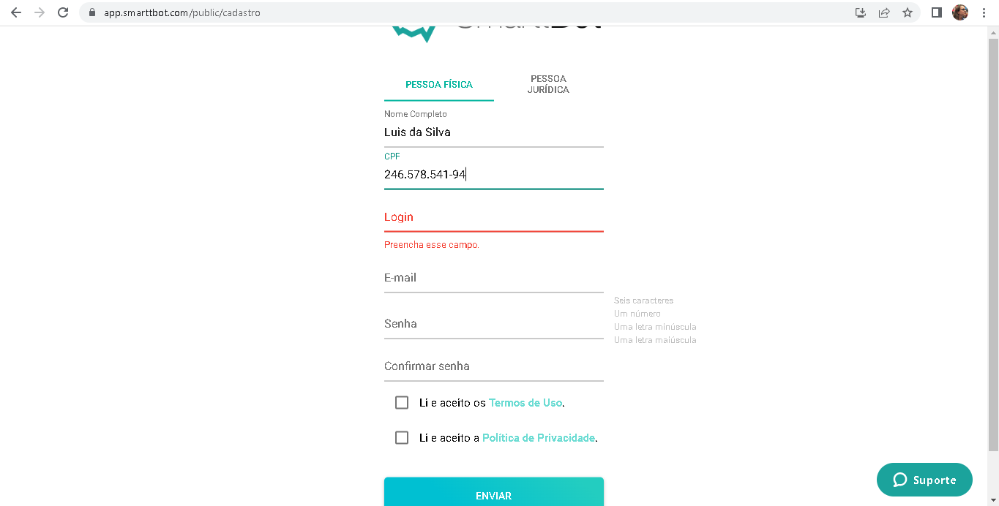 app.smarttbot.com/public/cadastro
SmarttBot
PESSOA FÍSICA
PESSOA
JURÍDICA
Nome Completo
Luis da Silva
CPF
246.578.541-94
Login
Preencha esse campo.
E-mail
Seis caracteres
Um número
Uma letra minúscula
Uma letra maiúscula
Senha
Confirmar senha
Li e aceito os Termos de Uso.
Li e aceito a Política de Privacidade.
Suporte
ENVIAR